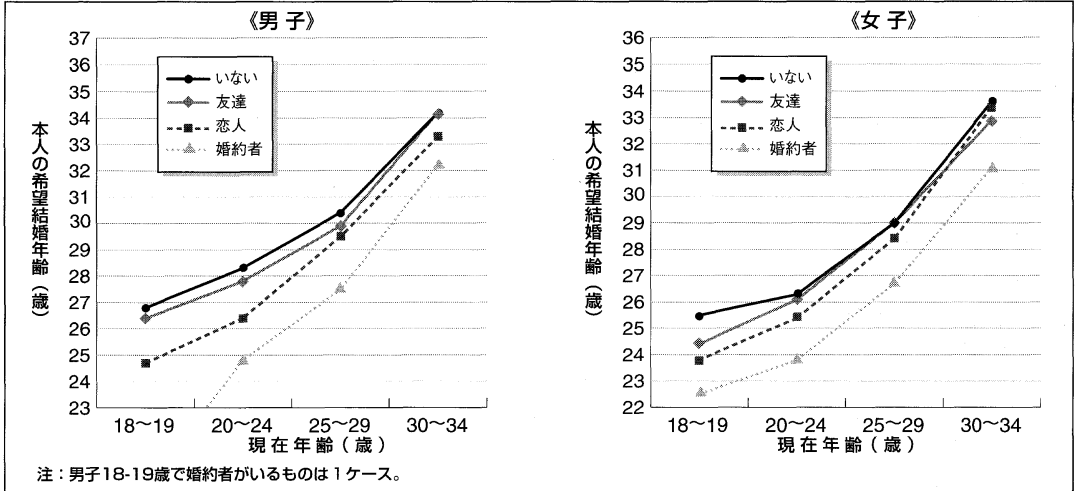 《男子》
37
36
35
34
33
32
31
30
29
28
27
26
25
24
23
本人の希望結婚年齢（歳）
いない
友達
恋人
婚約者
18～19 20～24 25～29 30～34
現在年齢（歳）
《女子》
36
35
34
33
32
31
30
29
28
27
26
25
24
23
22
本人の希望結婚年齢（歳）
いない
友達
恋人
婚約者
18～19 20～24 25～29 30～34
現在年齢（歳）
注：男子18-19歳で婚約者がいるものは1ケース。